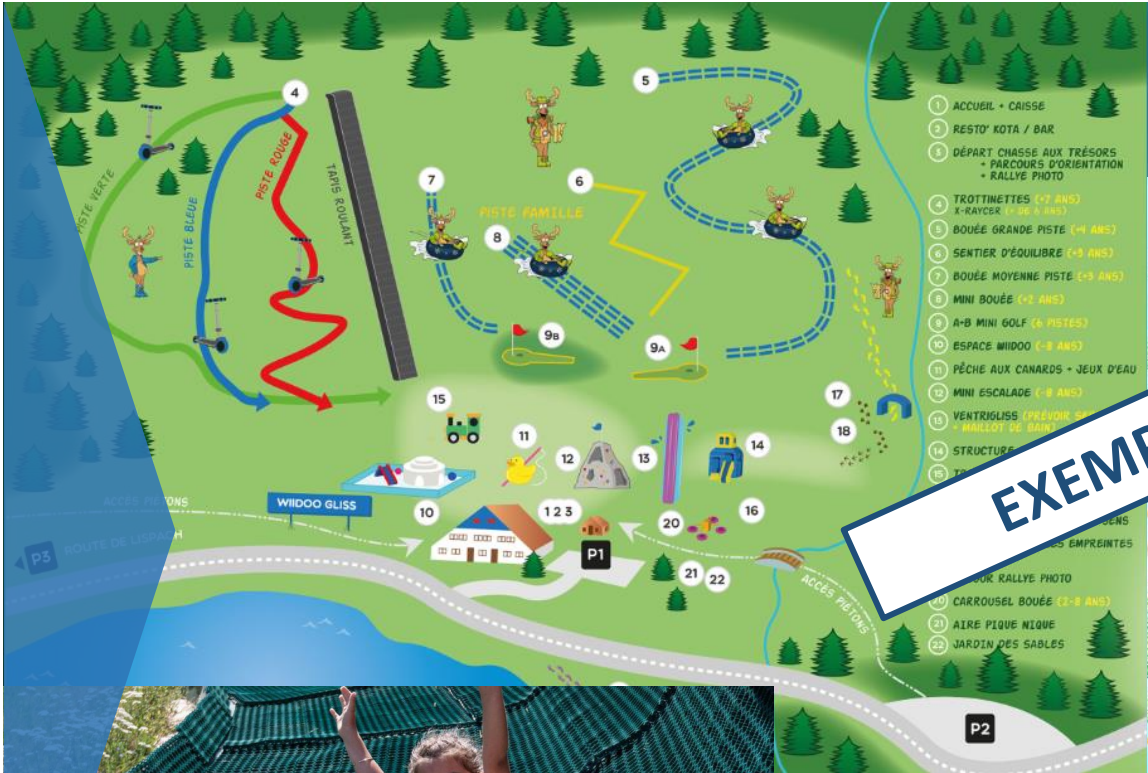 4
5
6
7
8
PISTE VERTE
PISTE BLEUE
PISTE ROUGE
TAPIS ROULANT
PISTE FAMILLE
9B
9A
15
11
12
13
14
17
18
10
1 2 3
20
16
21
22
ACCÈS PIÉTONS
WIIDOO GLISS
P3 ROUTE DE LISPACH
P1
ACCÈS PIÉTONS
P2
1 ACCUEIL + CAISSE
2 RESTO' KOTA / BAR
3 DÉPART CHASSE AUX TRÉSORS
+ PARCOURS D'ORIENTATION
+ RALLYE PHOTO
4 TROTTINETTES (+7 ANS)
X-RAYCER (+ DE 6 ANS)
5 BOUÉE GRANDE PISTE (+4 ANS)
6 SENTIER D'ÉQUILIBRE (+3 ANS)
7 BOUÉE MOYENNE PISTE (+3 ANS)
8 MINI BOUÉE (+2 ANS)
9 A+B MINI GOLF (6 PISTES)
10 ESPACE WIIDOO (-8 ANS)
11 PÊCHE AUX CANARDS + JEUX D'EAU
12 MINI ESCALADE (-8 ANS)
13 VENTRIGLISS (PRÉVOIR
+ MAILLOT DE BAIN)
14 STRUCTURE
15
EMPREINTES
RALLYE PHOTO
20 CARROUSEL BOUÉE (2-8 ANS)
21 AIRE PIQUE NIQUE
22 JARDIN DES SABLES
EXEMP